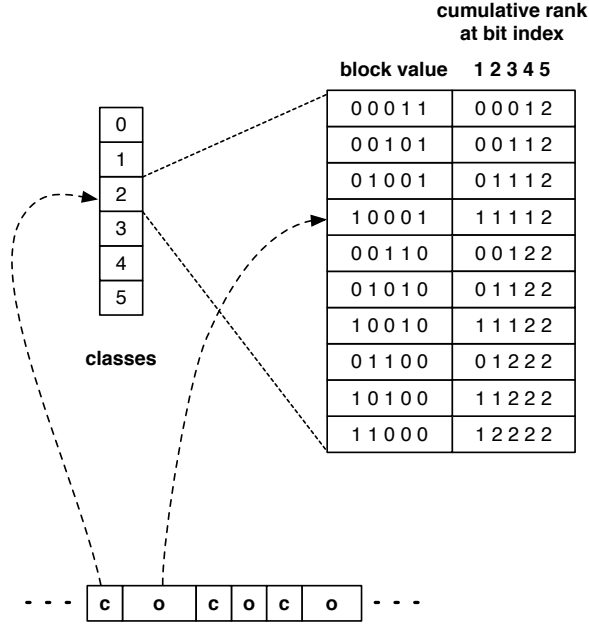 cumulative rank
at bit index
block value 1 2 3 4 5
0 0 0 1 1 0 0 0 1 2
0 0 1 0 1 0 0 1 1 2
0 1 0 0 1 0 1 1 1 2
1 0 0 0 1 1 1 1 1 2
0 0 1 1 0 0 0 1 2 2
0 1 0 1 0 0 1 1 2 2
1 0 0 1 0 1 1 1 2 2
0 1 1 0 0 0 1 2 2 2
1 0 1 0 0 1 1 2 2 2
1 1 0 0 0 1 2 2 2 2
0
1
2
3
4
5
classes
- - - c o c o c o - - -